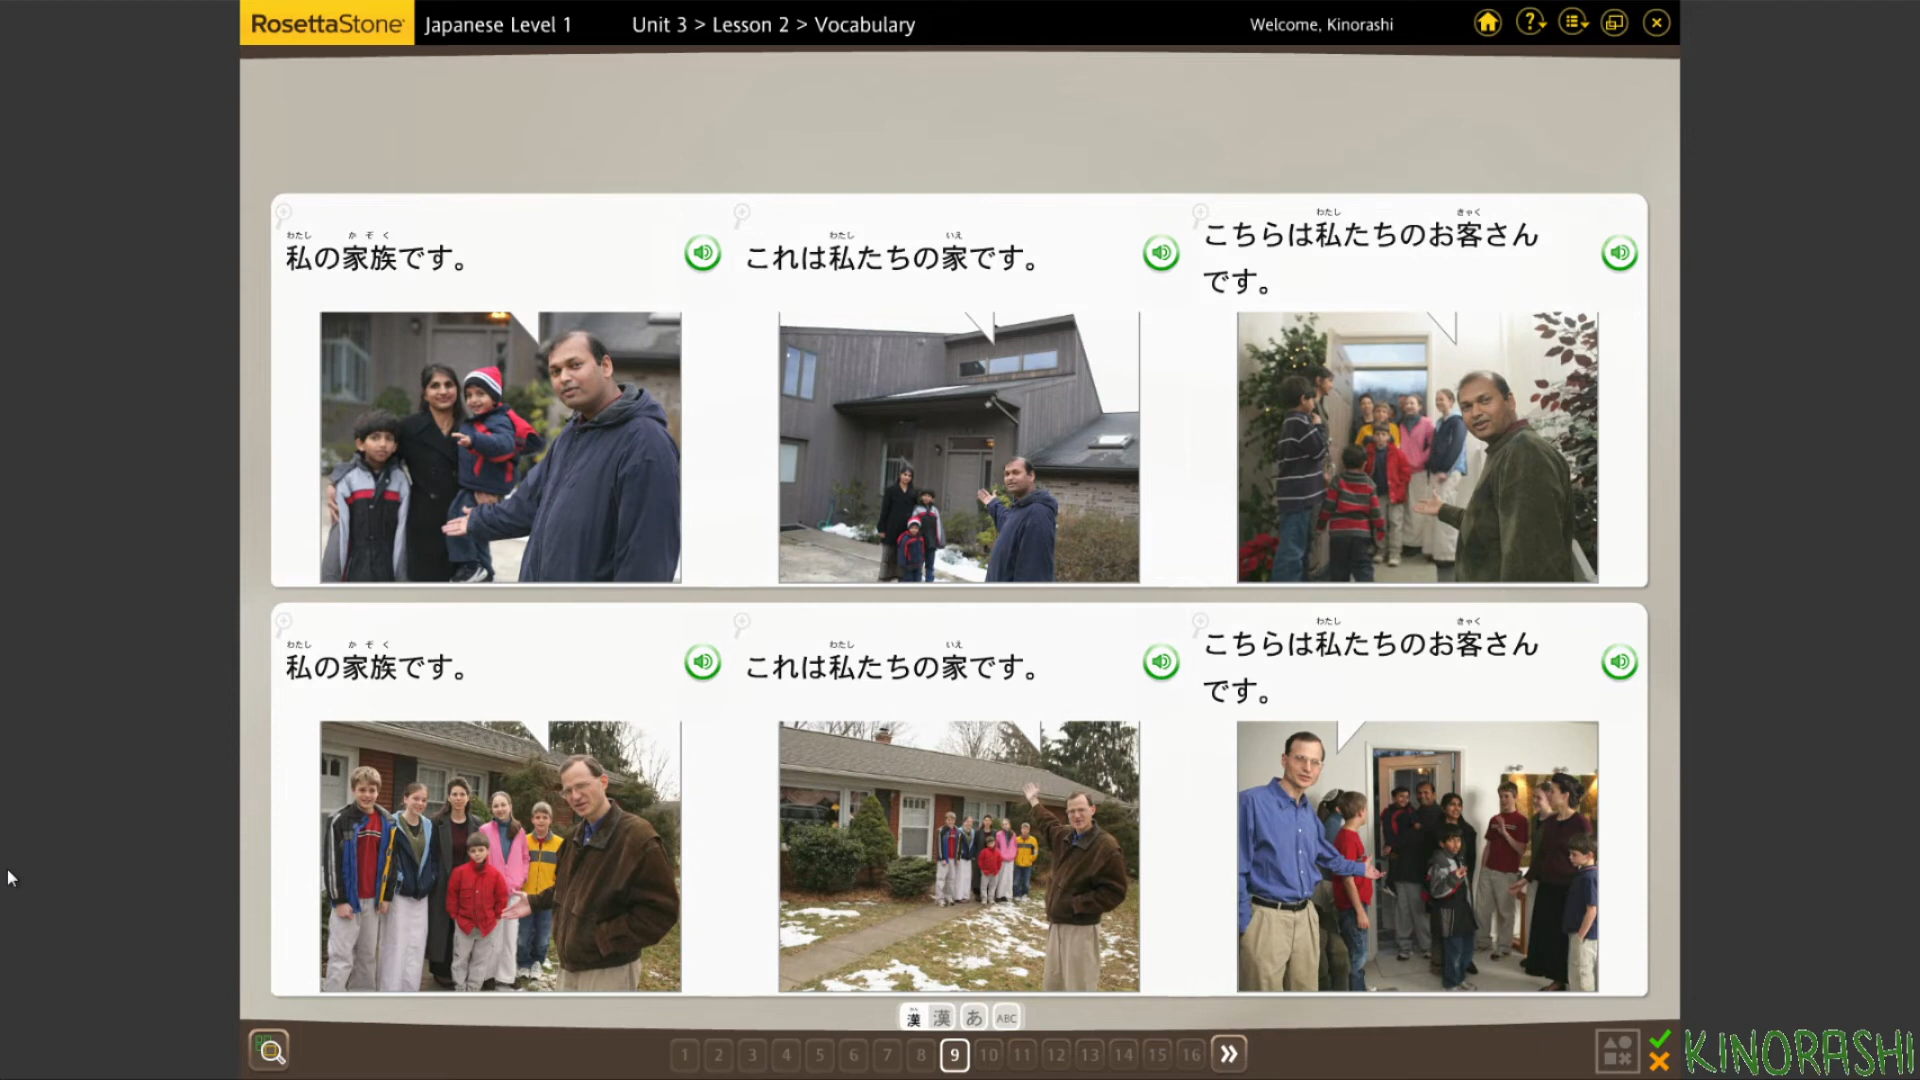 RosettaStone
Japanese Level 1
Unit 3 > Lesson 2 > Vocabulary
Welcome, Kinorashi
わたし かぞく
私の家族です。
わたし いえ
これは私たちの家です。
わたし きゃく
こちらは私たちのお客さん
です。
わたし かぞく
私の家族です。
わたし いえ
これは私たちの家です。
わたし きゃく
こちらは私たちのお客さん
です。
漢 漢 あ ABC
1 2 3 4 5 6 7 8 9 10 11 12 13 14 15 16
KINORASHI